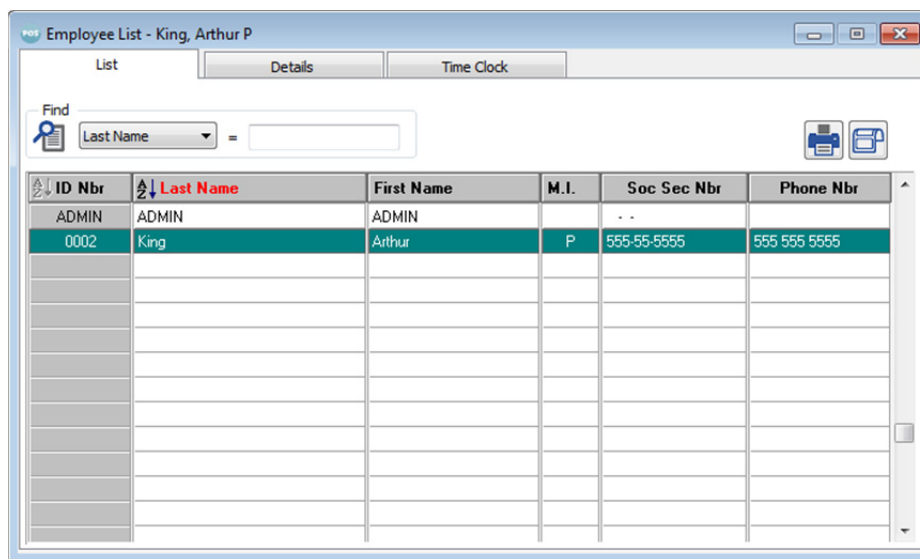 POS Employee List - King, Arthur P
List Details Time Clock
Find
Last Name =
ID Nbr Last Name First Name M.I. Soc Sec Nbr Phone Nbr
ADMIN ADMIN ADMIN - -
0002 King Arthur P 555-55-5555 555 555 5555